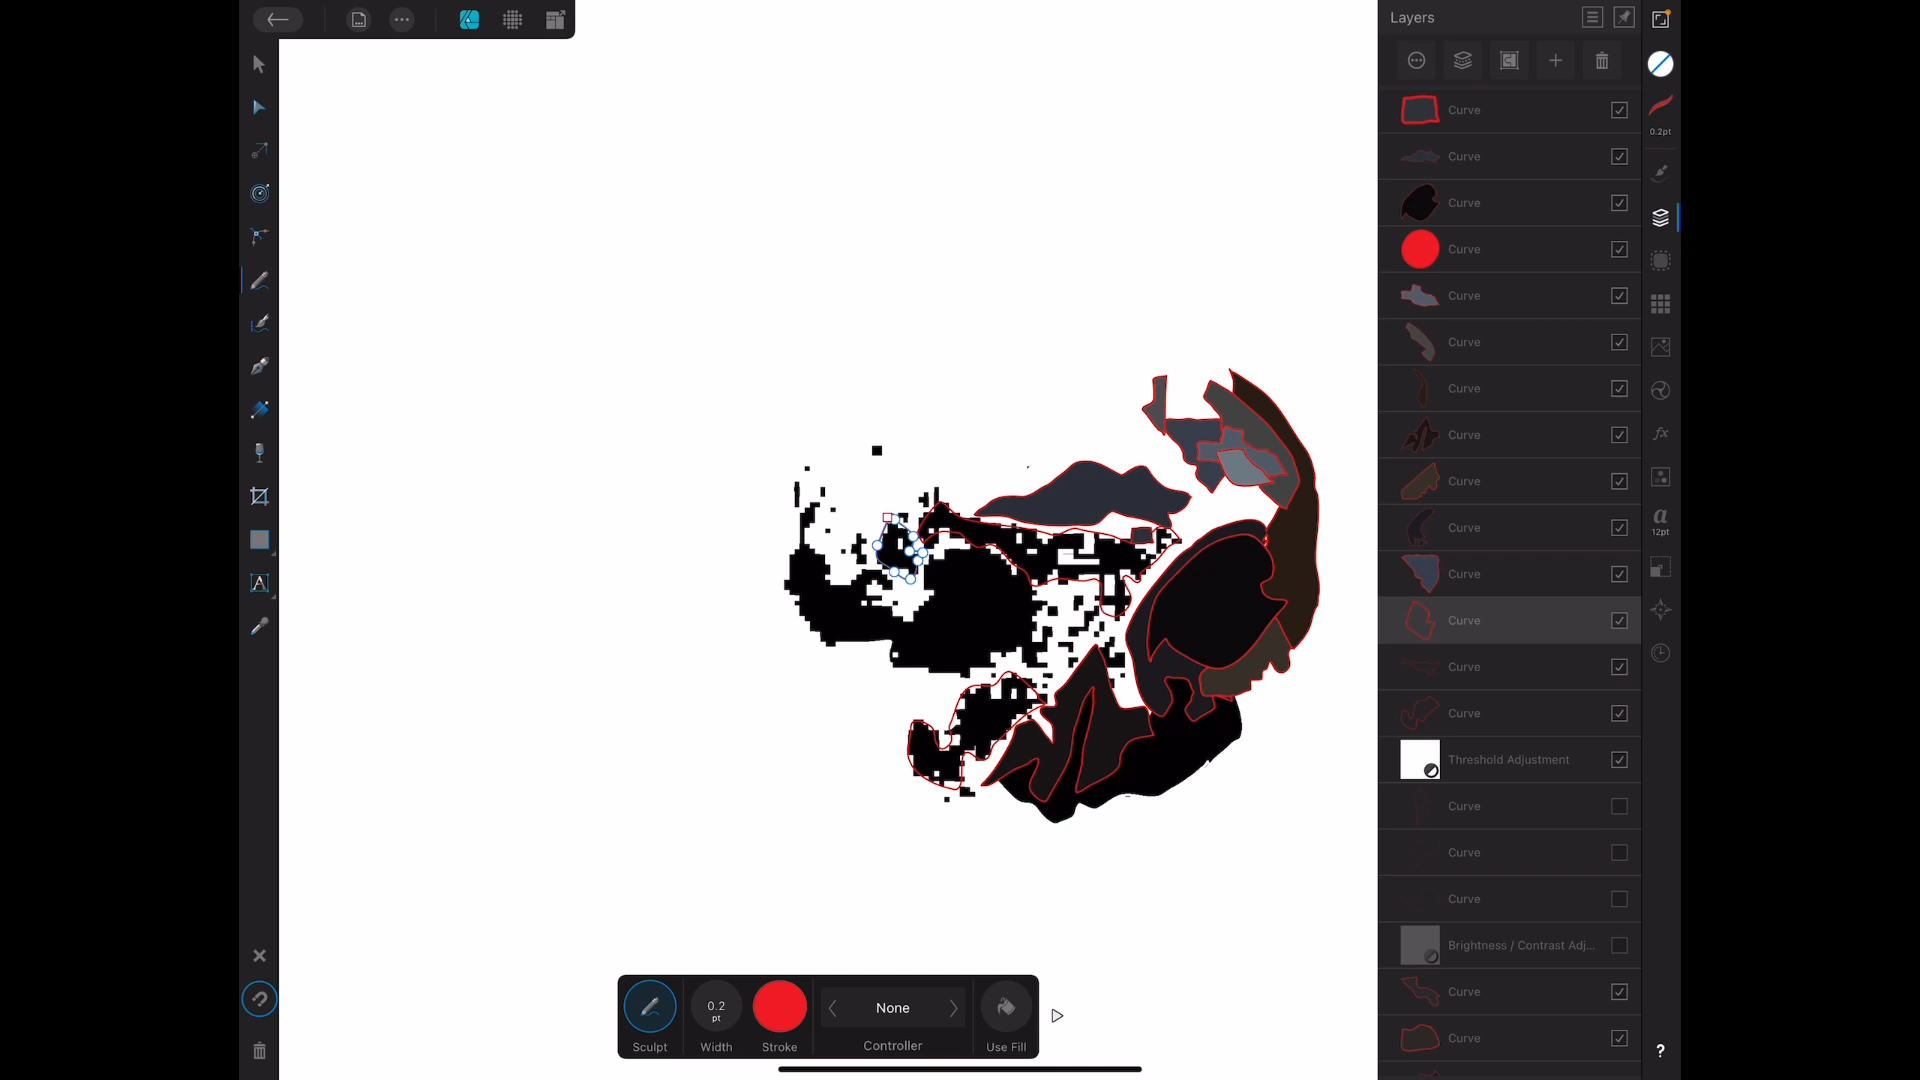 Layers
Curve
0.2pt
Curve
Curve
Curve
Curve
Curve
Curve
Curve
fx
Curve
Curve
a
12pt
Curve
Curve
A
Curve
Curve
Threshold Adjustment
Curve
Curve
Curve
Brightness / Contrast Adj...
Curve
0.2
pt
None
Sculpt
Width
Stroke
Controller
Use Fill
Curve
?